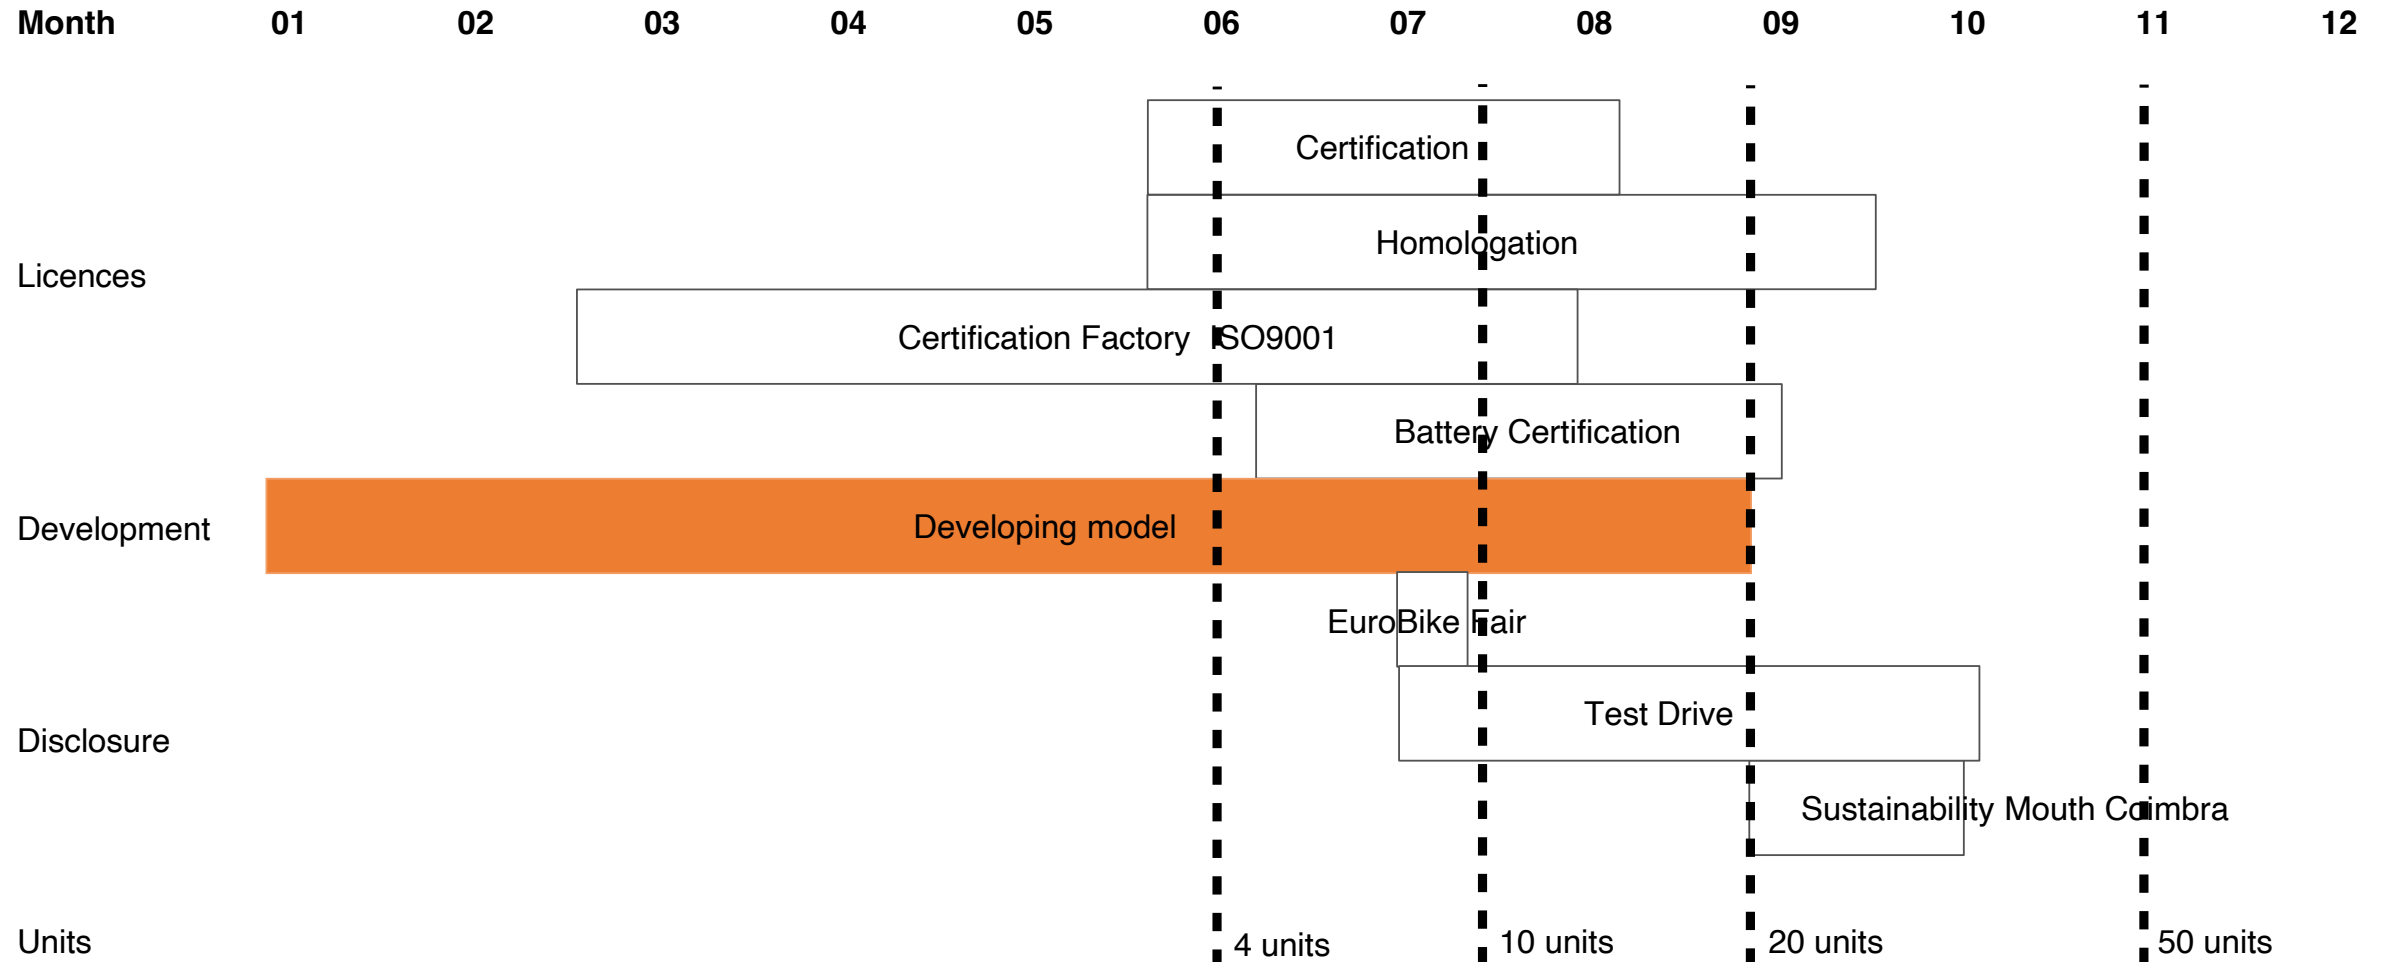 Month 01 02 03 04 05 06 07 08 09 10 11 12
Certification
Homologation
Licences
Certification Factory ISO9001
Battery Certification
Development
Developing model
EuroBike Fair
Test Drive
Disclosure
Sustainability Mouth Coimbra
Units
4 units
10 units
20 units
50 units